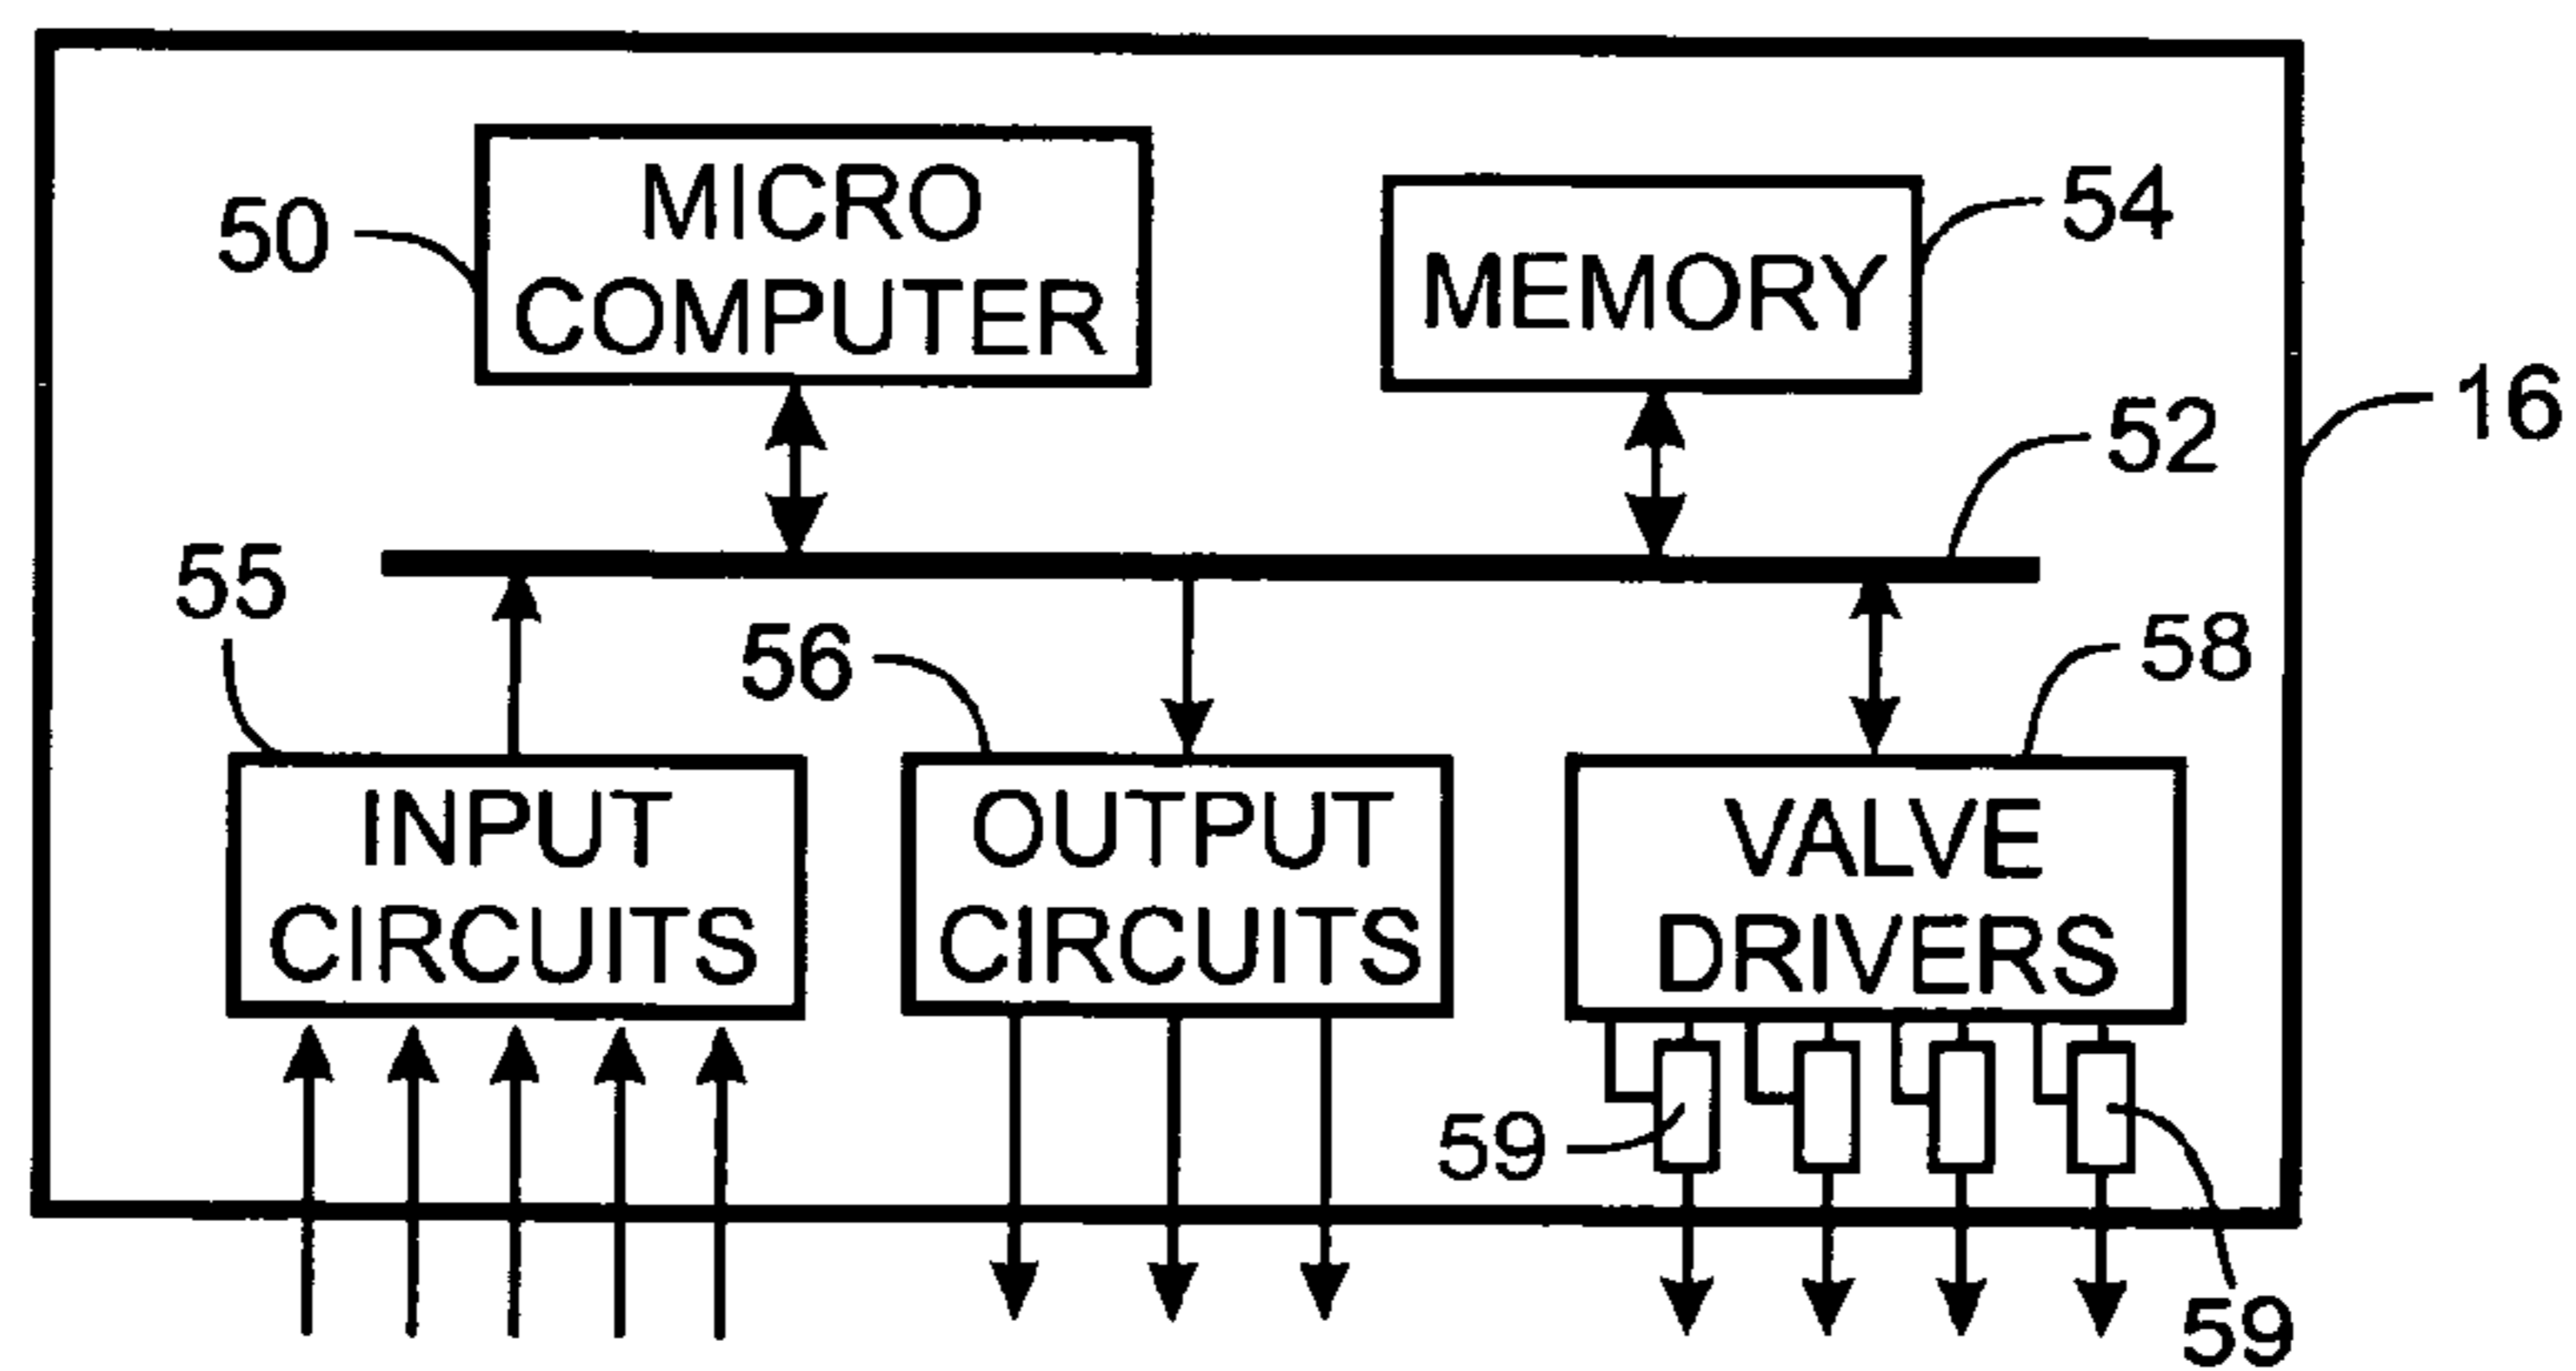 MICRO
COMPUTER
50
MEMORY
54
16
52
55
56
58
INPUT
CIRCUITS
OUTPUT
CIRCUITS
VALVE
DRIVERS
59
59